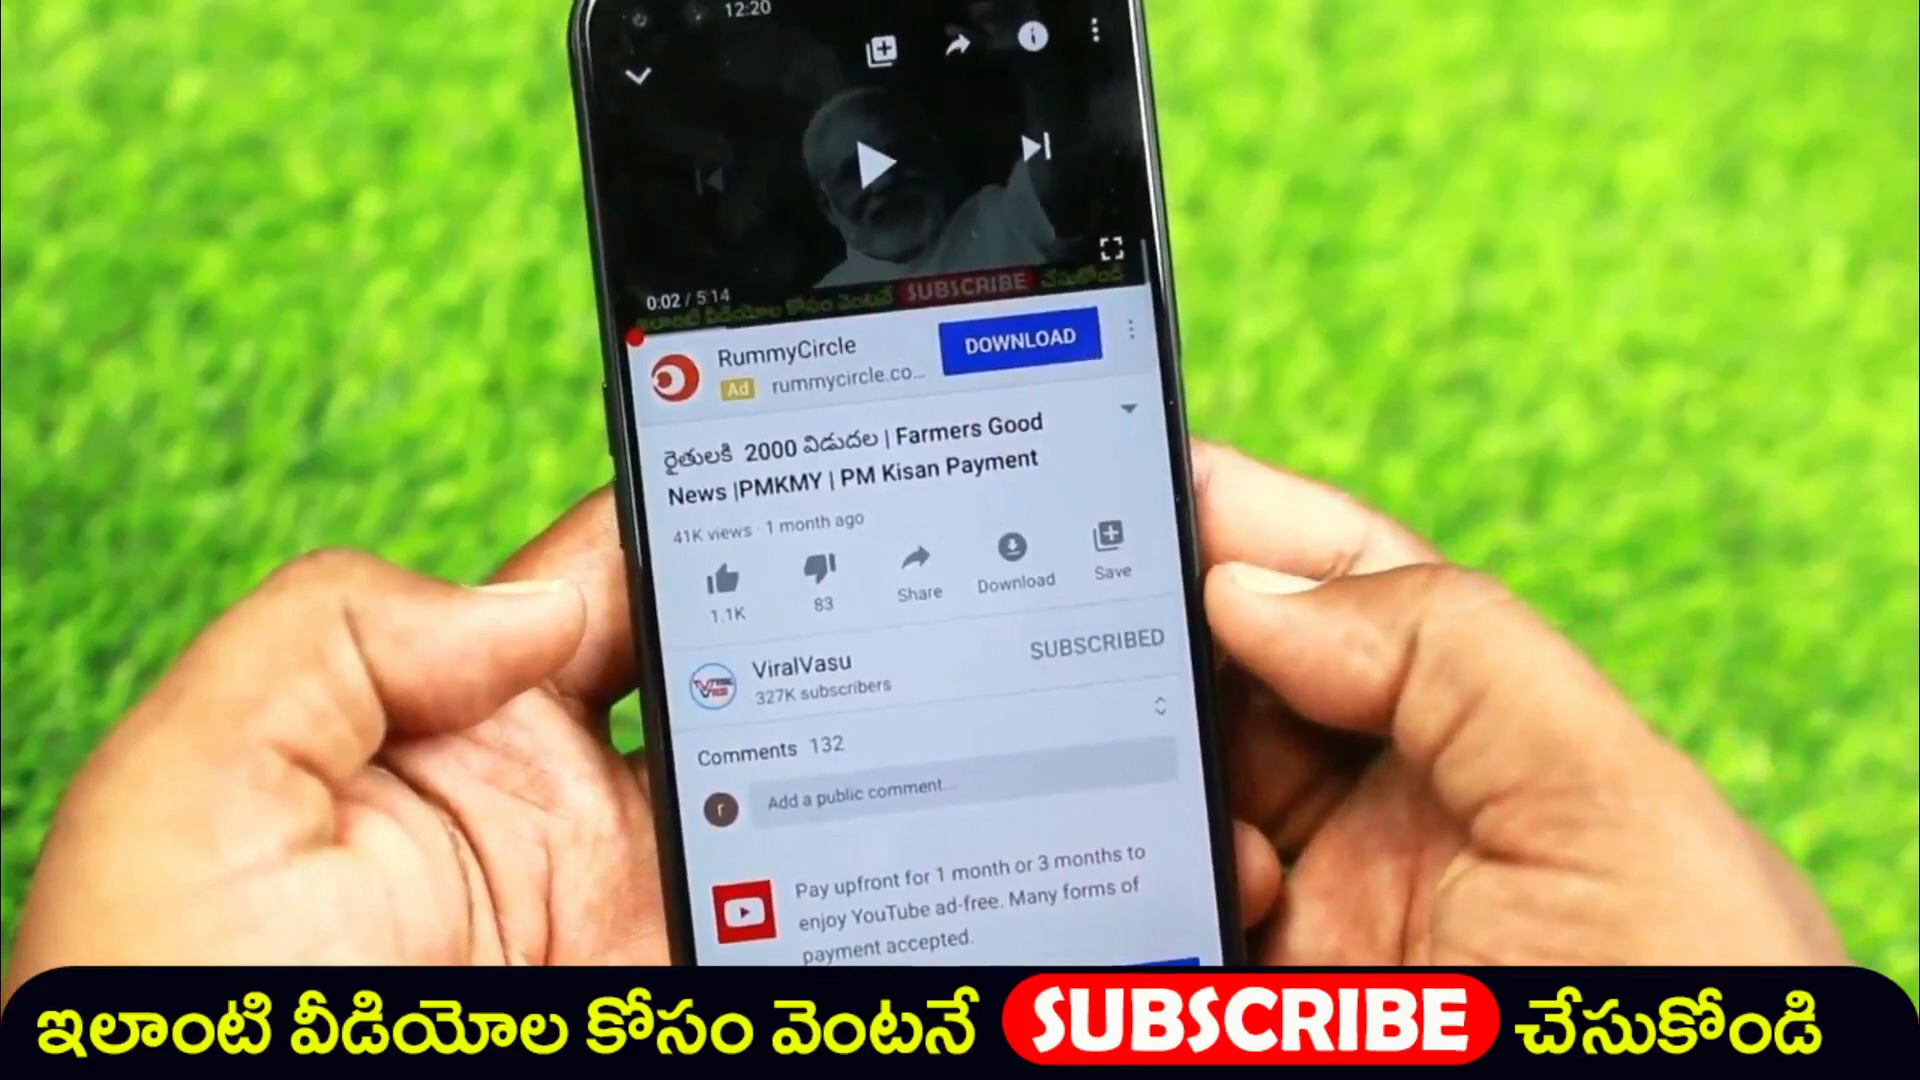 12:20
0:02 / 5:14
ఇలాంటి వీడియోల కోసం వెంటనే SUBSCRIBE చేసుకోండి
RummyCircle
DOWNLOAD
Ad rummycircle.co...
రైతులకి 2000 విడుదల | Farmers Good
News |PMKMY | PM Kisan Payment
41K views · 1 month ago
1.1K
83
Share
Download
Save
ViralVasu
SUBSCRIBED
327K subscribers
Comments 132
r
Add a public comment...
Pay upfront for 1 month or 3 months to
enjoy YouTube ad-free. Many forms of
payment accepted.
ఇలాంటి వీడియోల కోసం వెంటనే SUBSCRIBE చేసుకోండి